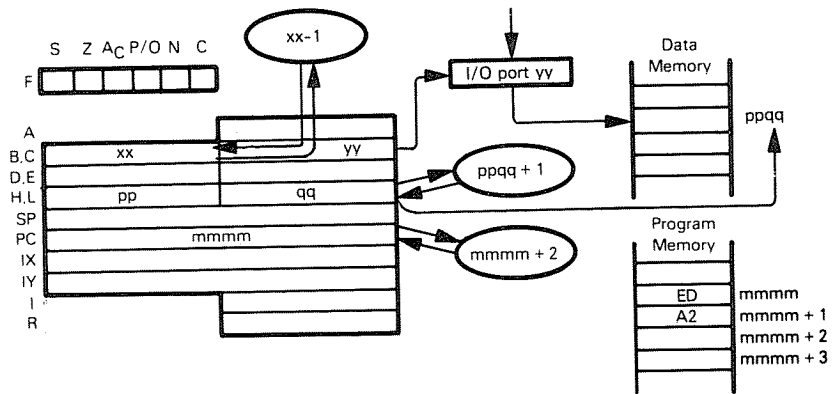 S Z AC P/O N C
F
xx-1
I/O port yy
Data
Memory
ppqq
A
B.C xx yy
D.E
H.L pp qq
SP
PC mmmm
IX
IY
I
R
ppqq + 1
mmmm + 2
Program
Memory
ED mmmm
A2 mmmm + 1
mmmm + 2
mmmm + 3